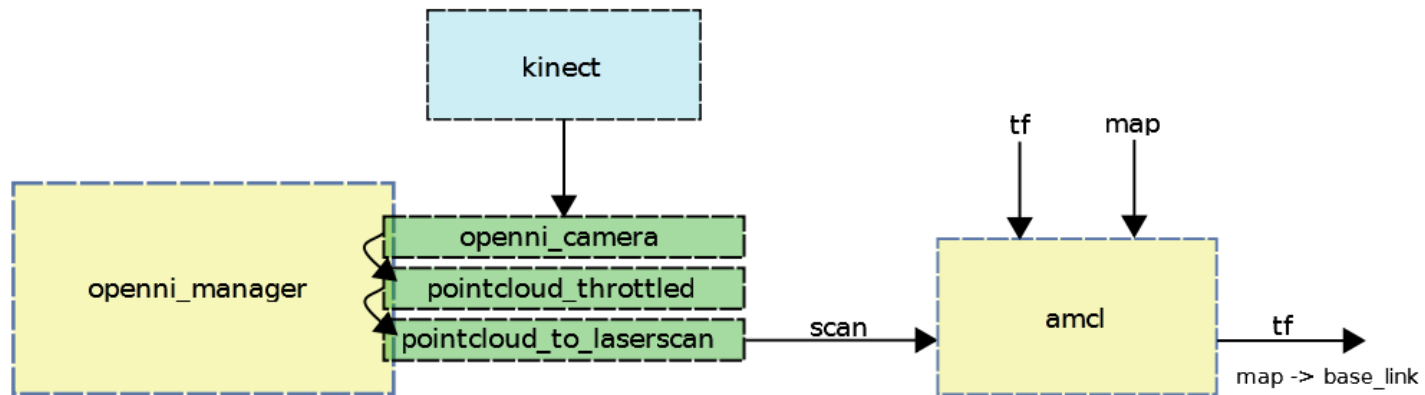 kinect
tf
map
openni_camera
openni_manager
pointcloud_throttled
pointcloud_to_laserscan
scan
amcl
tf
map -> base_link